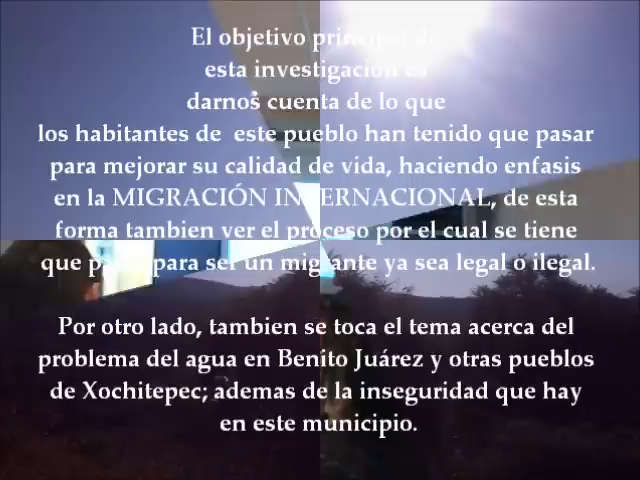 El objetivo principal de
esta investigación es
darnos cuenta de lo que
los habitantes de este pueblo han tenido que pasar
para mejorar su calidad de vida, haciendo enfasis
en la MIGRACIÓN INTERNACIONAL, de esta
forma tambien ver el proceso por el cual se tiene
que pasar para ser un migrante ya sea legal o ilegal.
Por otro lado, tambien se toca el tema acerca del
problema del agua en Benito Juárez y otras pueblos
de Xochitepec; ademas de la inseguridad que hay
en este municipio.